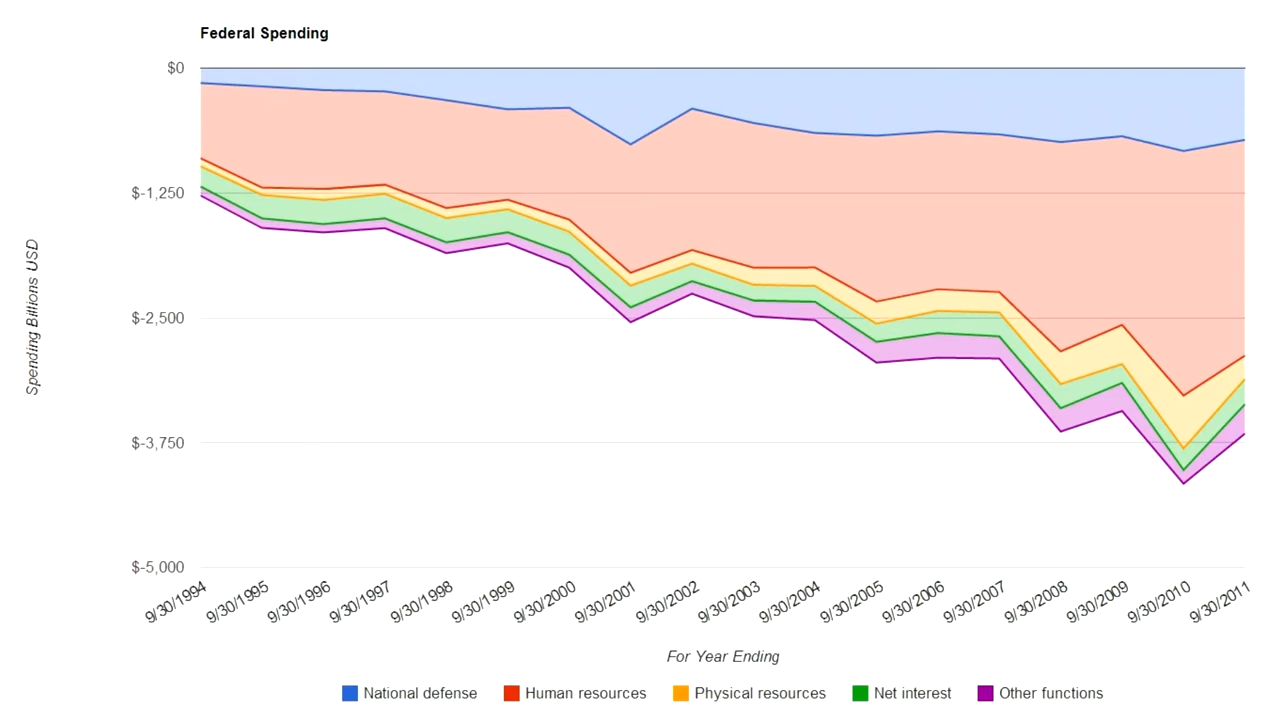 Federal Spending
$0
$-1,250
$-2,500
$-3,750
$-5,000
Spending Billions USD
9/30/1994
9/30/1995
9/30/1996
9/30/1997
9/30/1998
9/30/1999
9/30/2000
9/30/2001
9/30/2002
9/30/2003
9/30/2004
9/30/2005
9/30/2006
9/30/2007
9/30/2008
9/30/2009
9/30/2010
9/30/2011
For Year Ending
National defense
Human resources
Physical resources
Net interest
Other functions